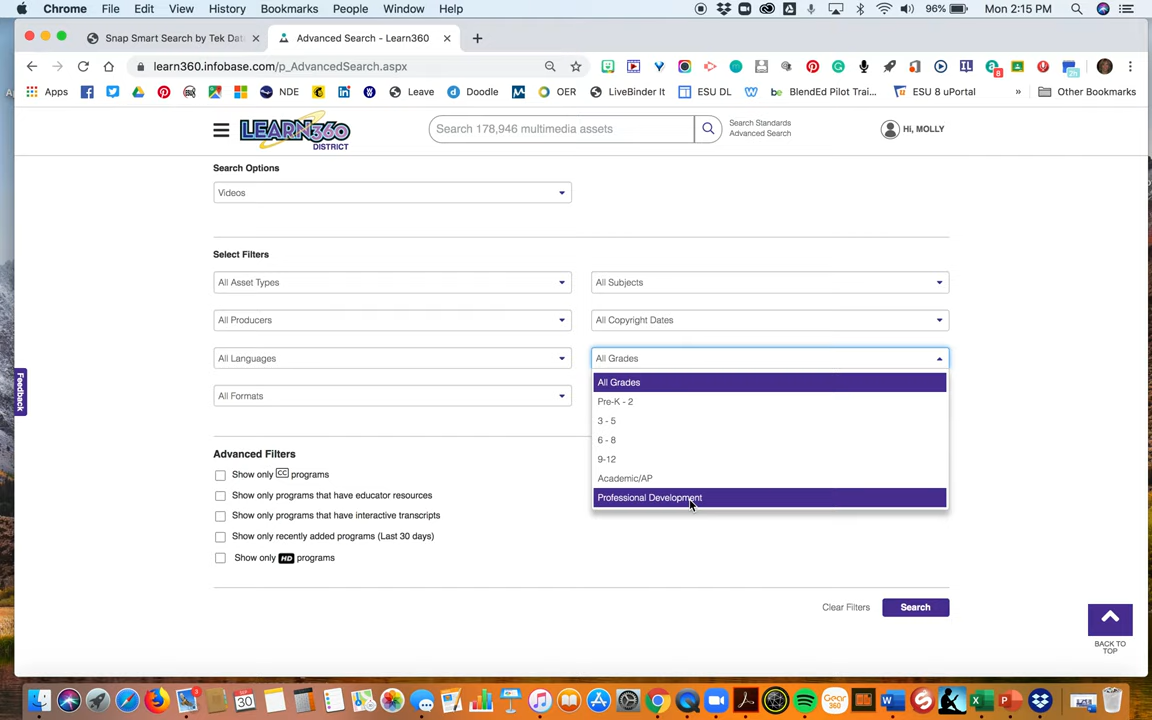 Chrome File Edit View History Bookmarks People Window Help 96% Mon 2:15 PM
Snap Smart Search by Tek Dat Advanced Search - Learn360
learn360.infobase.com/p_AdvancedSearch.aspx
Apps NDE Leave Doodle OER LiveBinder It ESU DL BlendEd Pilot Trai... ESU 8 uPortal » Other Bookmarks
LEARN360
DISTRICT
Search 178,946 multimedia assets
Search Standards
Advanced Search
Hi, MOLLY
Search Options
Videos
Select Filters
All Asset Types
All Subjects
All Producers
All Copyright Dates
All Languages
All Grades
All Formats
All Grades
Pre-K - 2
3 - 5
6 - 8
9-12
Academic/AP
Professional Development
Feedback
Advanced Filters
Show only CC programs
Show only programs that have educator resources
Show only programs that have interactive transcripts
Show only recently added programs (Last 30 days)
Show only HD programs
Clear Filters
Search
BACK TO
TOP